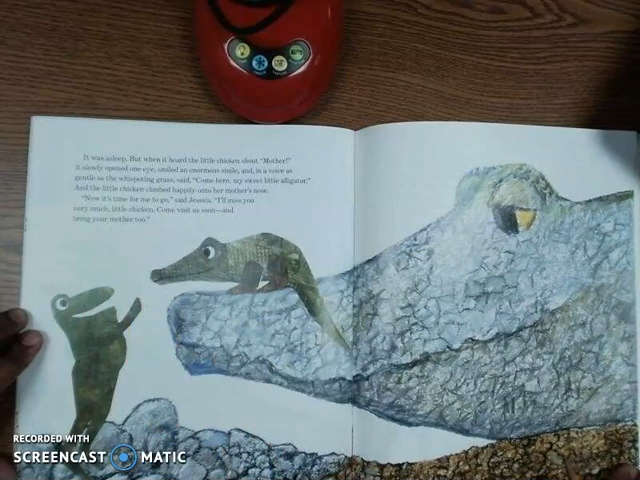 It was asleep. But when it heard the little chicken shout "Mother!"
it slowly opened one eye, smiled an enormous smile, and, in a voice as
gentle as the whispering grass, said, "Come here, my sweet little alligator."
And the little chicken climbed happily onto her mother's nose.
"Now it's time for me to go," said Jessica, "I'll miss you
very much, little chicken. Come visit us soon—and
bring your mother too."
RECORDED WITH
SCREENCAST MATIC